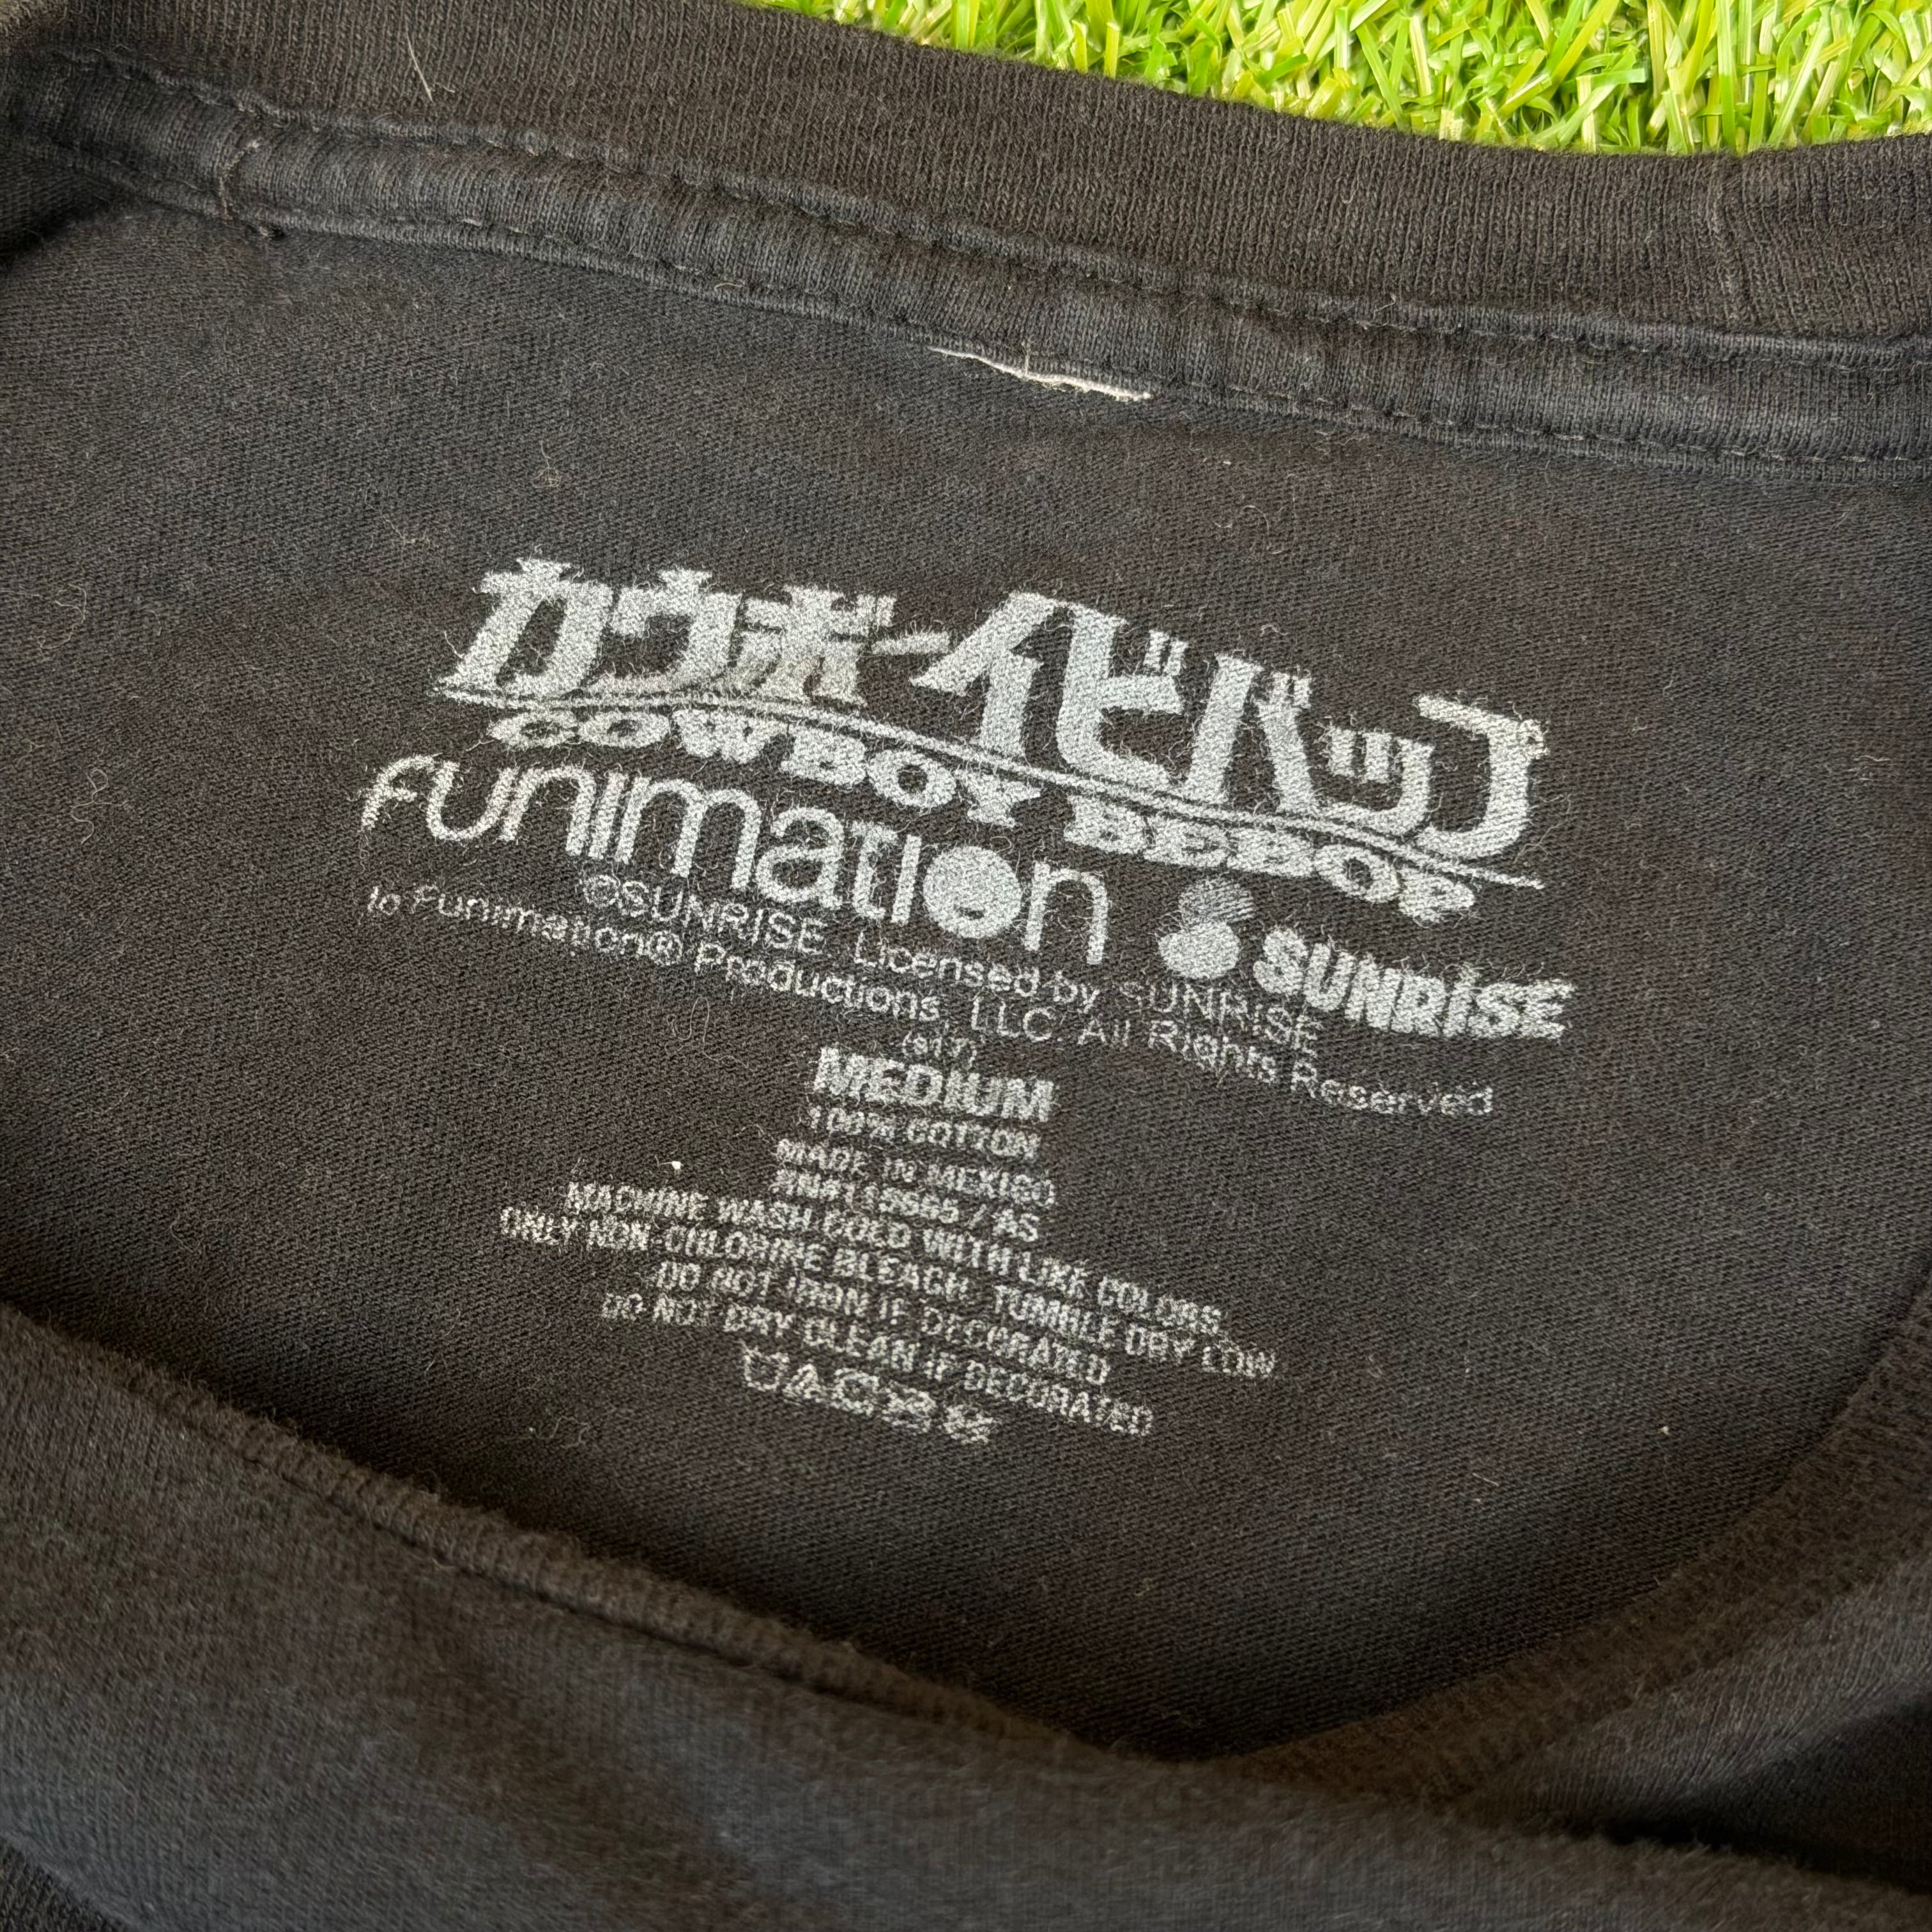 カウボーイビバップ
COWBOY BEBOP
FUNIMATION SUNRISE
©SUNRISE. Licensed by SUNRISE
to Funimation® Productions, LLC. All Rights Reserved
MEDIUM
100% COTTON
MADE IN MEXICO
/ AS
MACHINE WASH COLD WITH LIKE COLORS
ONLY NON-CHLORINE BLEACH, TUMBLE DRY LOW
DO NOT IRON IF DECORATED
DO NOT DRY CLEAN IF DECORATED